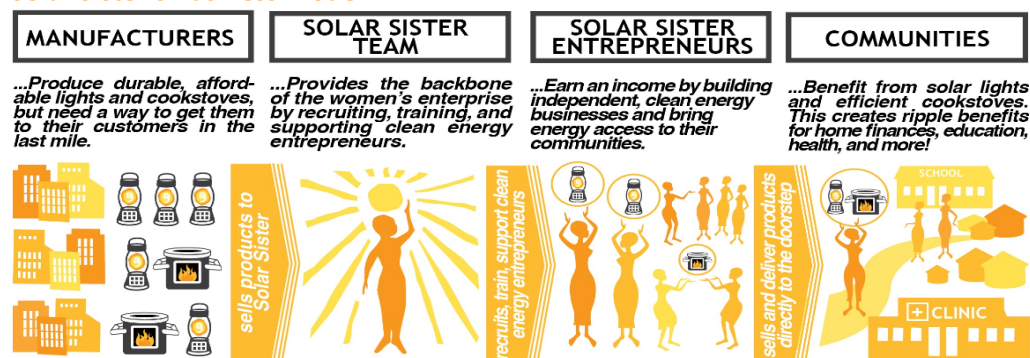 MANUFACTURERS
...Produce durable, afford-
able lights and cookstoves,
but need a way to get them
to their customers in the
last mile.
SOLAR SISTER
TEAM
...Provides the backbone
of the women's enterprise
by recruiting, training, and
supporting clean energy
entrepreneurs.
SOLAR SISTER
ENTREPRENEURS
...Earn an income by building
independent, clean energy
businesses and bring
energy access to their
communities.
COMMUNITIES
...Benefit from solar lights
and efficient cookstoves.
This creates ripple benefits
for home finances, education,
health, and more!
sells products to
Solar Sister
recruits, train, support clean
energy entrepreneurs
sells and deliver products
directly to the doorstep
SCHOOL
CLINIC